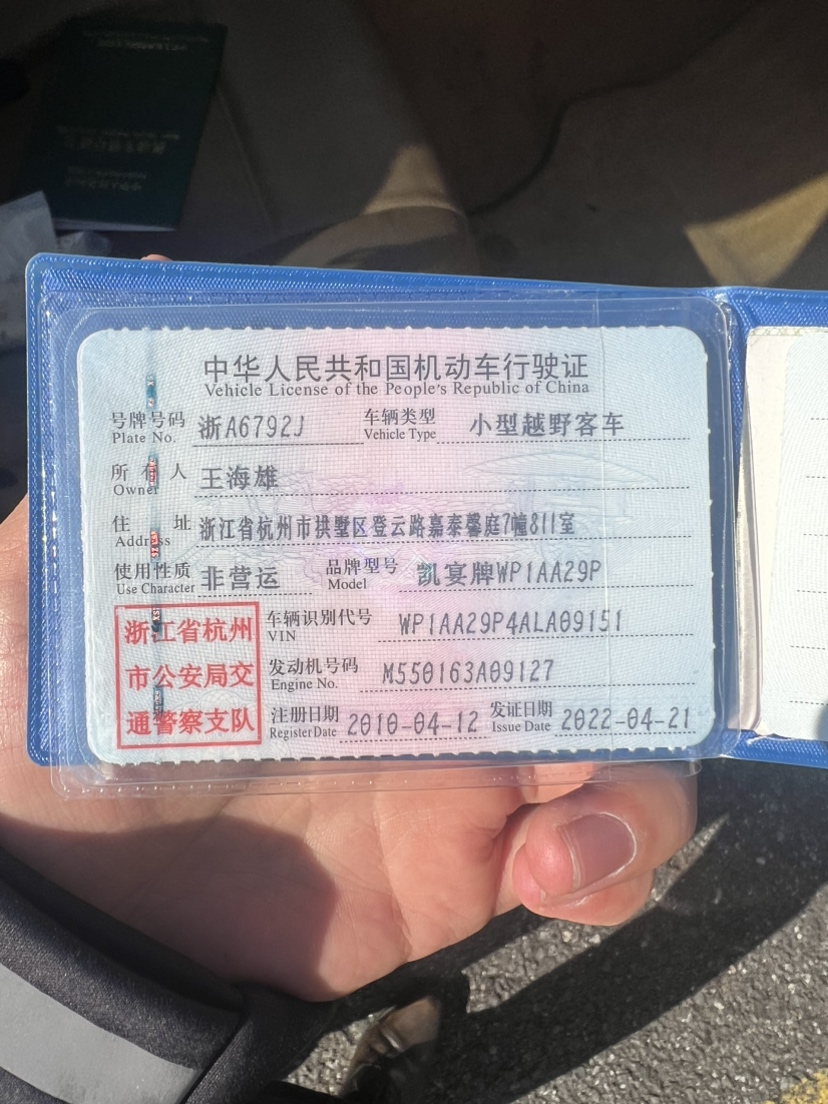 中华人民共和国机动车行驶证
Vehicle License of the People's Republic of China
号牌号码 浙A6792J 车辆类型 小型越野客车
Plate No. Vehicle Type
所有人 王海雄
Owner
住址 浙江省杭州市拱墅区登云路嘉泰馨庭7幢811室
Address
使用性质 非营运 品牌型号 凯宴牌WP1AA29P
Use Character Model
浙江省杭州 车辆识别代号 WP1AA29P4ALA09151
VIN
市公安局交 发动机号码 M550163A09127
Engine No.
通警察支队 注册日期 2010-04-12 发证日期 2022-04-21
Register Date Issue Date